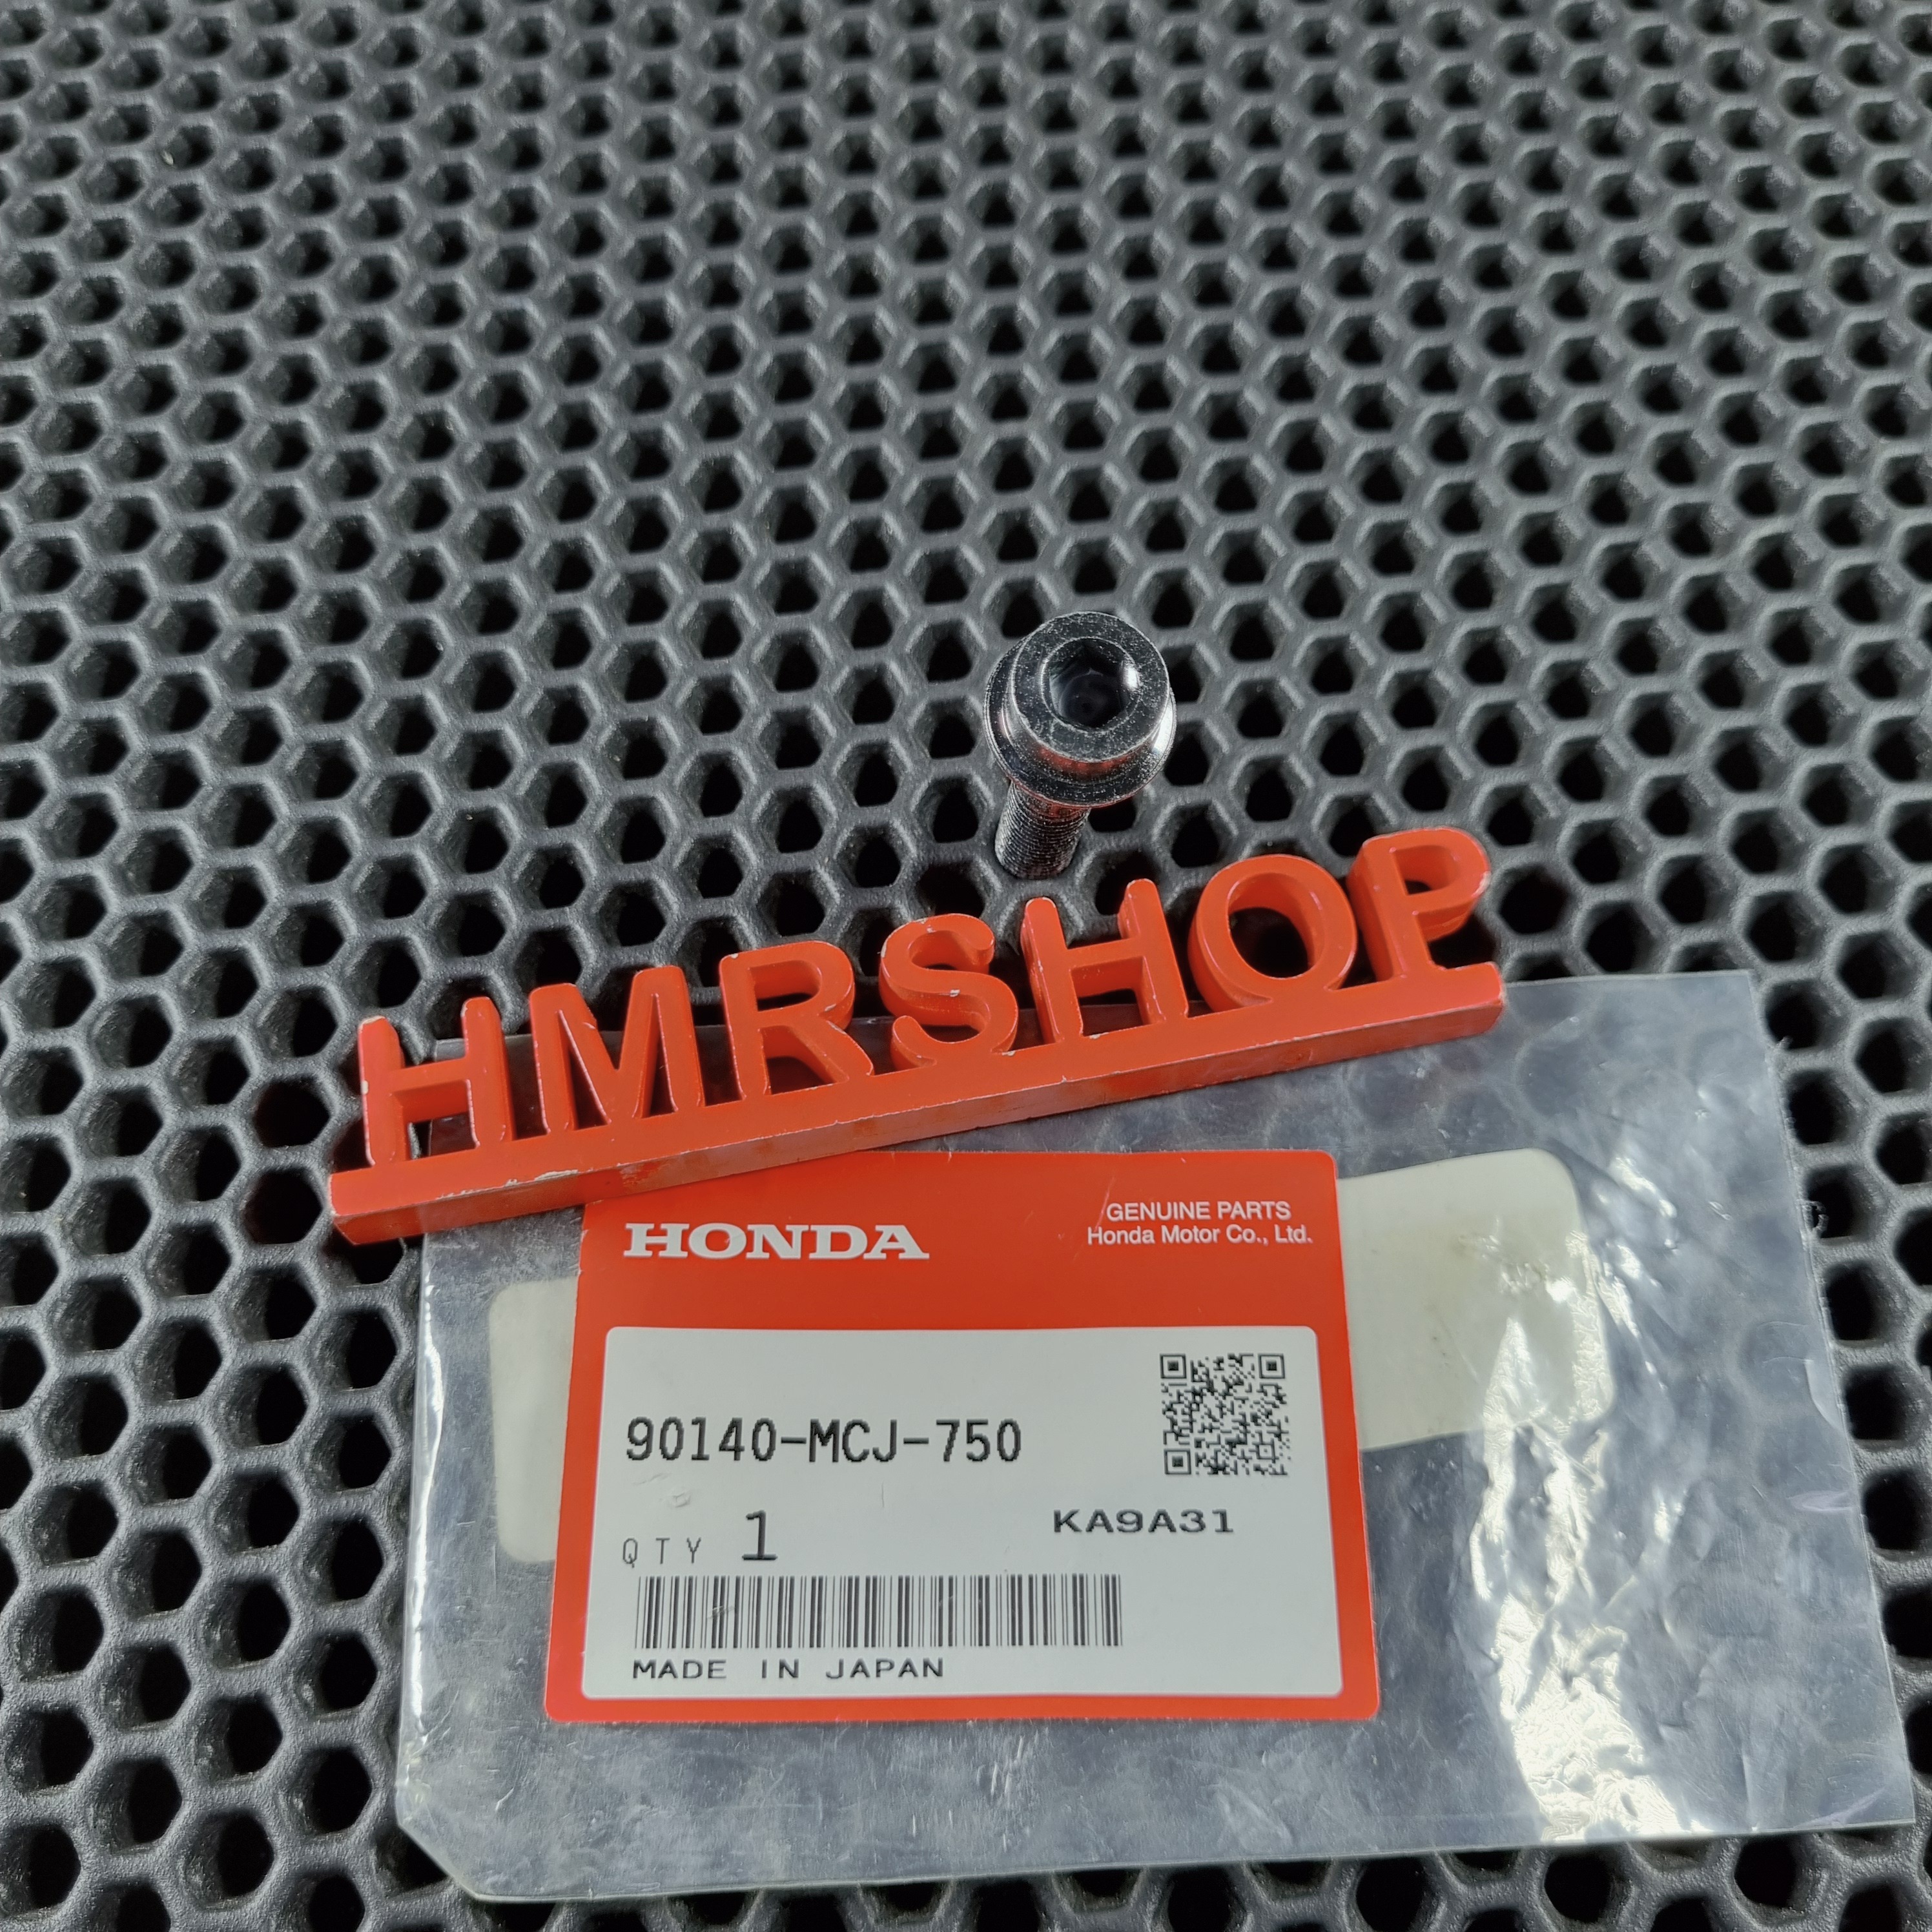 HMRSHOP
HONDA
GENUINE PARTS
Honda Motor Co., Ltd.
90140-MCJ-750
QTY 1
KA9A31
MADE IN JAPAN